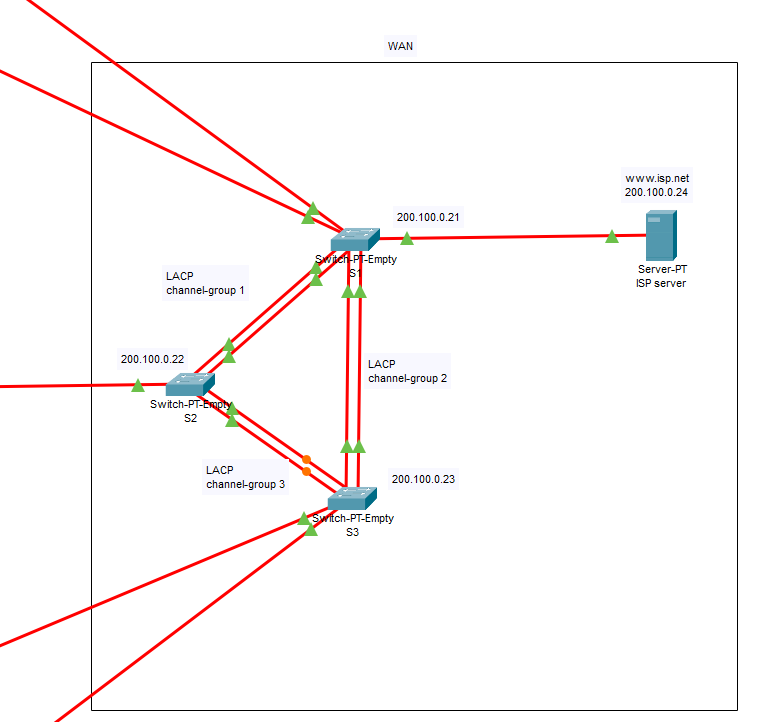 WAN
www.isp.net
200.100.0.24
200.100.0.21
Server-PT
ISP server
Switch-PT-Empty
S1
LACP
channel-group 1
200.100.0.22
LACP
channel-group 2
Switch-PT-Empty
S2
LACP
channel-group 3
200.100.0.23
Switch-PT-Empty
S3